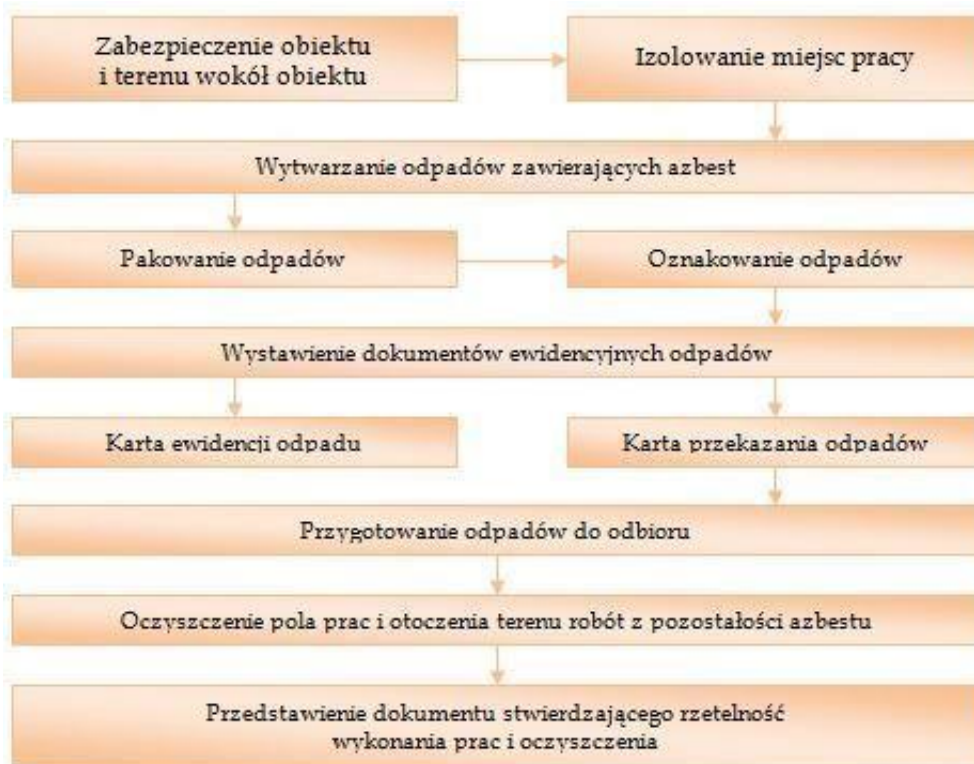 Zabezpieczenie obiektu
i terenu wokół obiektu
Izolowanie miejsc pracy
Wytwarzanie odpadów zawierających azbest
Pakowanie odpadów
Oznakowanie odpadów
Wystawienie dokumentów ewidencyjnych odpadów
Karta ewidencji odpadu
Karta przekazania odpadów
Przygotowanie odpadów do odbioru
Oczyszczenie pola prac i otoczenia terenu robót z pozostałości azbestu
Przedstawienie dokumentu stwierdzającego rzetelność
wykonania prac i oczyszczenia